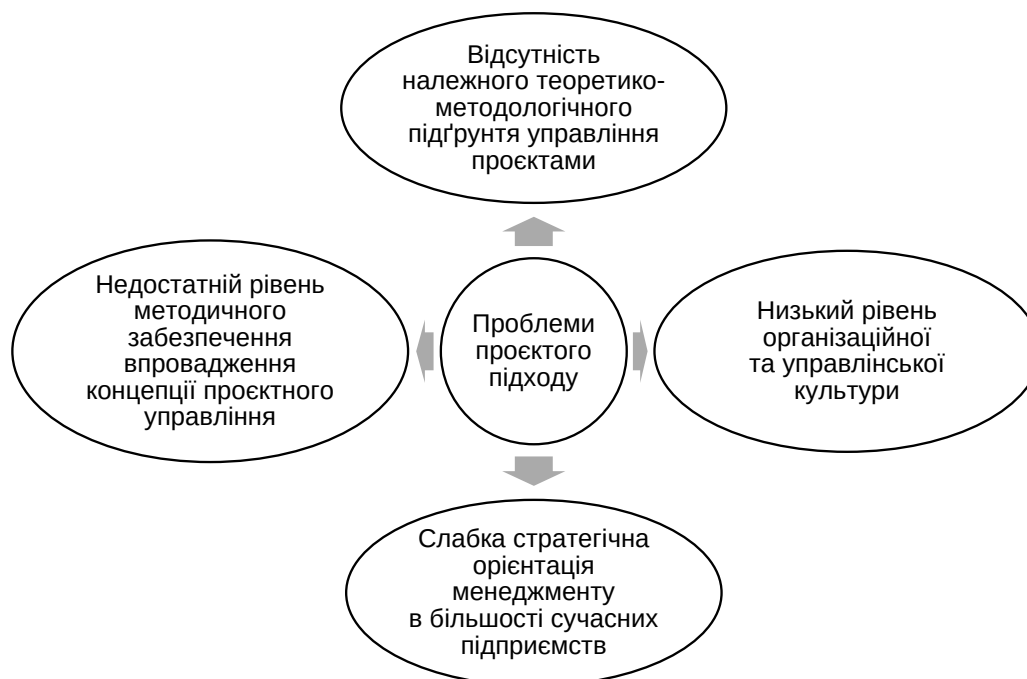 Відсутність
належного теоретико-
методологічного
підґрунтя управління
проєктами
Недостатній рівень
методичного
забезпечення
впровадження
концепції проєктного
управління
Проблеми
проєктого
підходу
Низький рівень
організаційної
та управлінської
культури
Слабка стратегічна
орієнтація
менеджменту
в більшості сучасних
підприємств